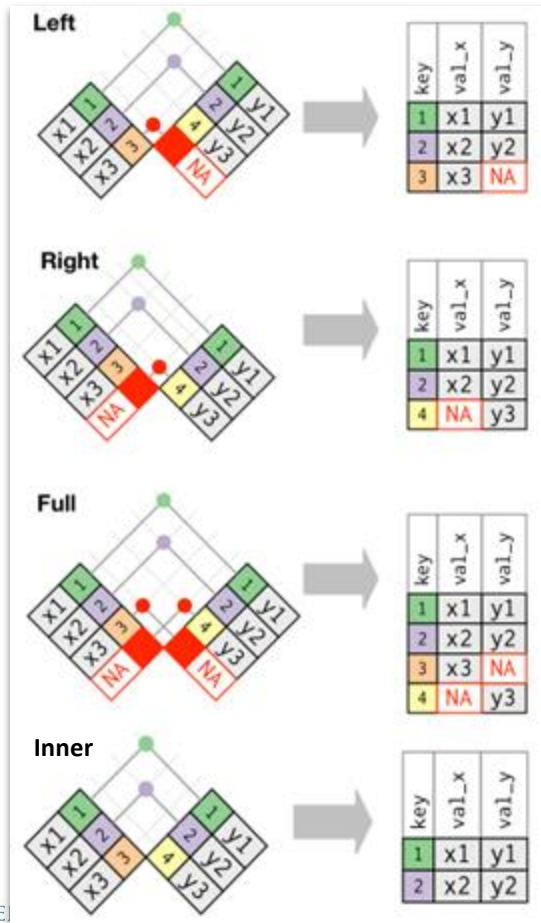 Left
1 1
x1 2 2 y1
x2 3 4 y2
x3 y3
NA
key val_x val_y
1 x1 y1
2 x2 y2
3 x3 NA
Right
1 1
x1 2 2 y1
x2 3 4 y2
x3 y3
NA
key val_x val_y
1 x1 y1
2 x2 y2
4 NA y3
Full
1 1
x1 2 2 y1
x2 3 4 y2
x3 y3
NA NA
key val_x val_y
1 x1 y1
2 x2 y2
3 x3 NA
4 NA y3
Inner
1 1
x1 2 2 y1
x2 3 4 y2
x3 y3
key val_x val_y
1 x1 y1
2 x2 y2